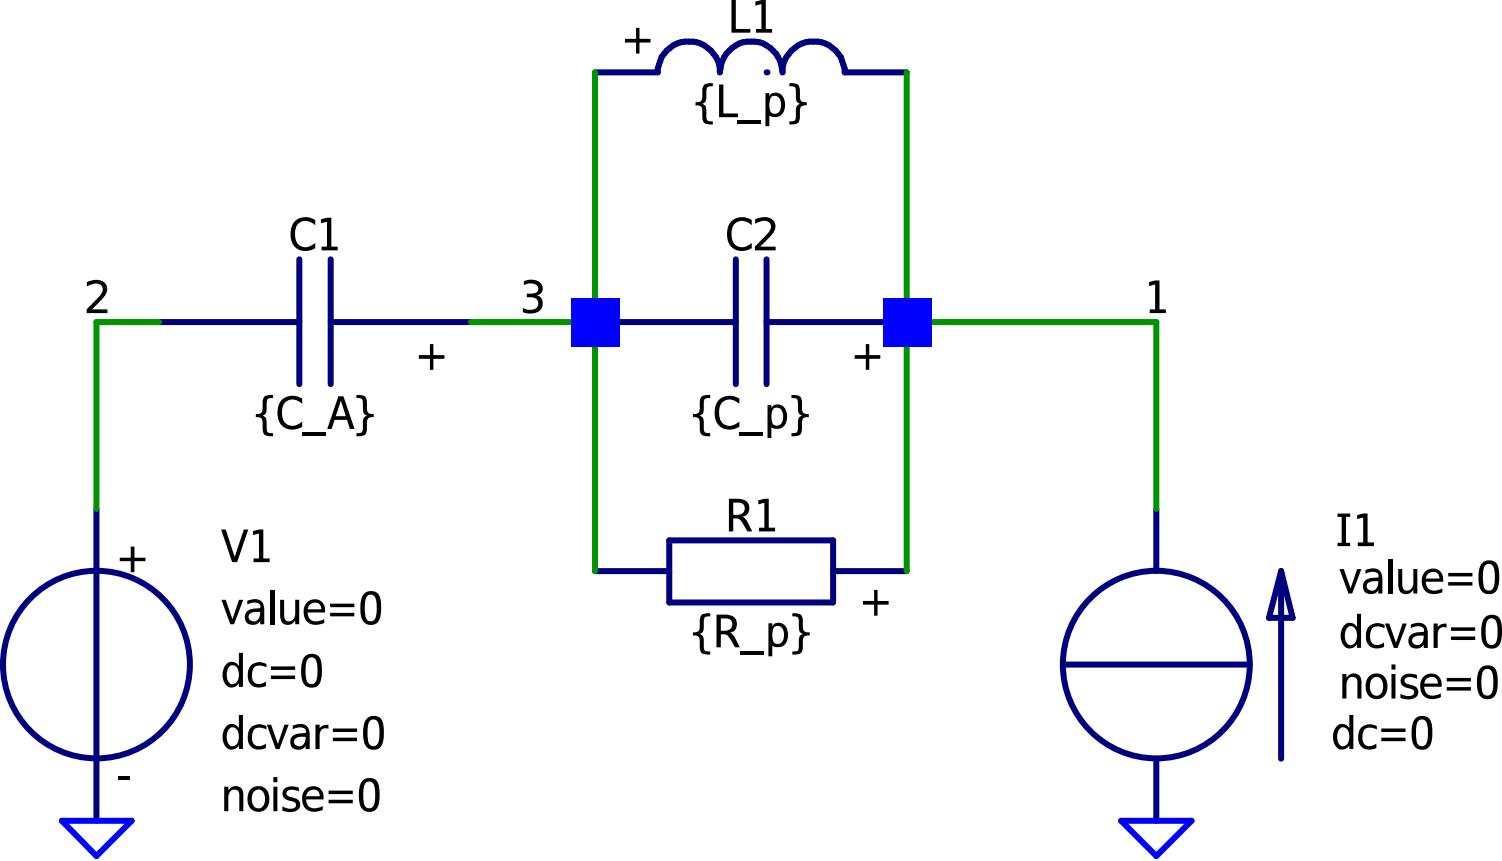 L1
+
{L_p}
C1
C2
2
3
1
+
+
{C_A}
{C_p}
R1
+
{R_p}
V1
+
value=0
dc=0
dcvar=0
-
noise=0
I1
value=0
dcvar=0
noise=0
dc=0